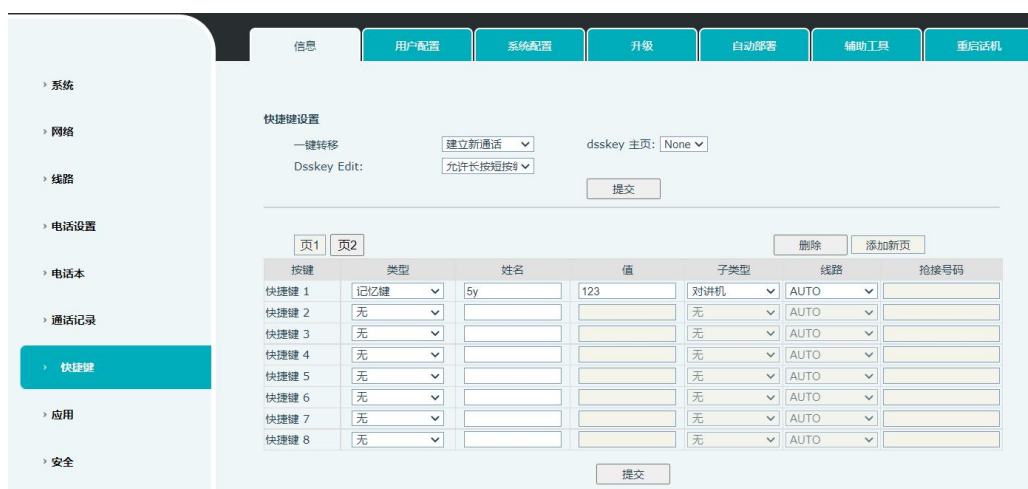 信息 用户配置 系统配置 升级 自动部署 辅助工具 重启话机
› 系统
› 网络
› 线路
› 电话设置
› 电话本
› 通话记录
› 快捷键
› 应用
› 安全
快捷键设置
一键转移 建立新通话 dsskey 主页: None
Dsskey Edit: 允许长按短按
提交
页1 页2 删除 添加新页
按键 类型 姓名 值 子类型 线路 抢接号码
快捷键 1 记忆键 5y 123 对讲机 AUTO
快捷键 2 无 无 AUTO
快捷键 3 无 无 AUTO
快捷键 4 无 无 AUTO
快捷键 5 无 无 AUTO
快捷键 6 无 无 AUTO
快捷键 7 无 无 AUTO
快捷键 8 无 无 AUTO
提交